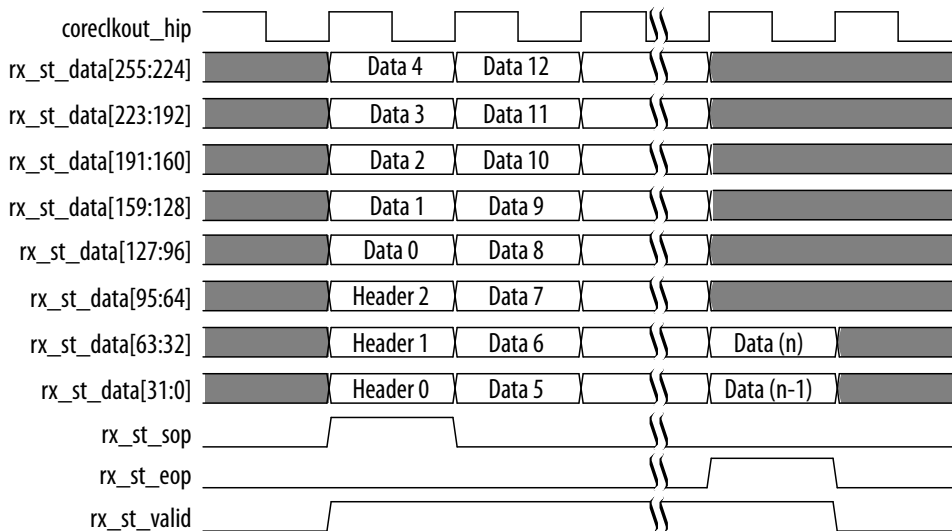 coreclkout_hip
rx_st_data[255:224] Data 4 Data 12
rx_st_data[223:192] Data 3 Data 11
rx_st_data[191:160] Data 2 Data 10
rx_st_data[159:128] Data 1 Data 9
rx_st_data[127:96] Data 0 Data 8
rx_st_data[95:64] Header 2 Data 7
rx_st_data[63:32] Header 1 Data 6 Data (n)
rx_st_data[31:0] Header 0 Data 5 Data (n-1)
rx_st_sop
rx_st_eop
rx_st_valid